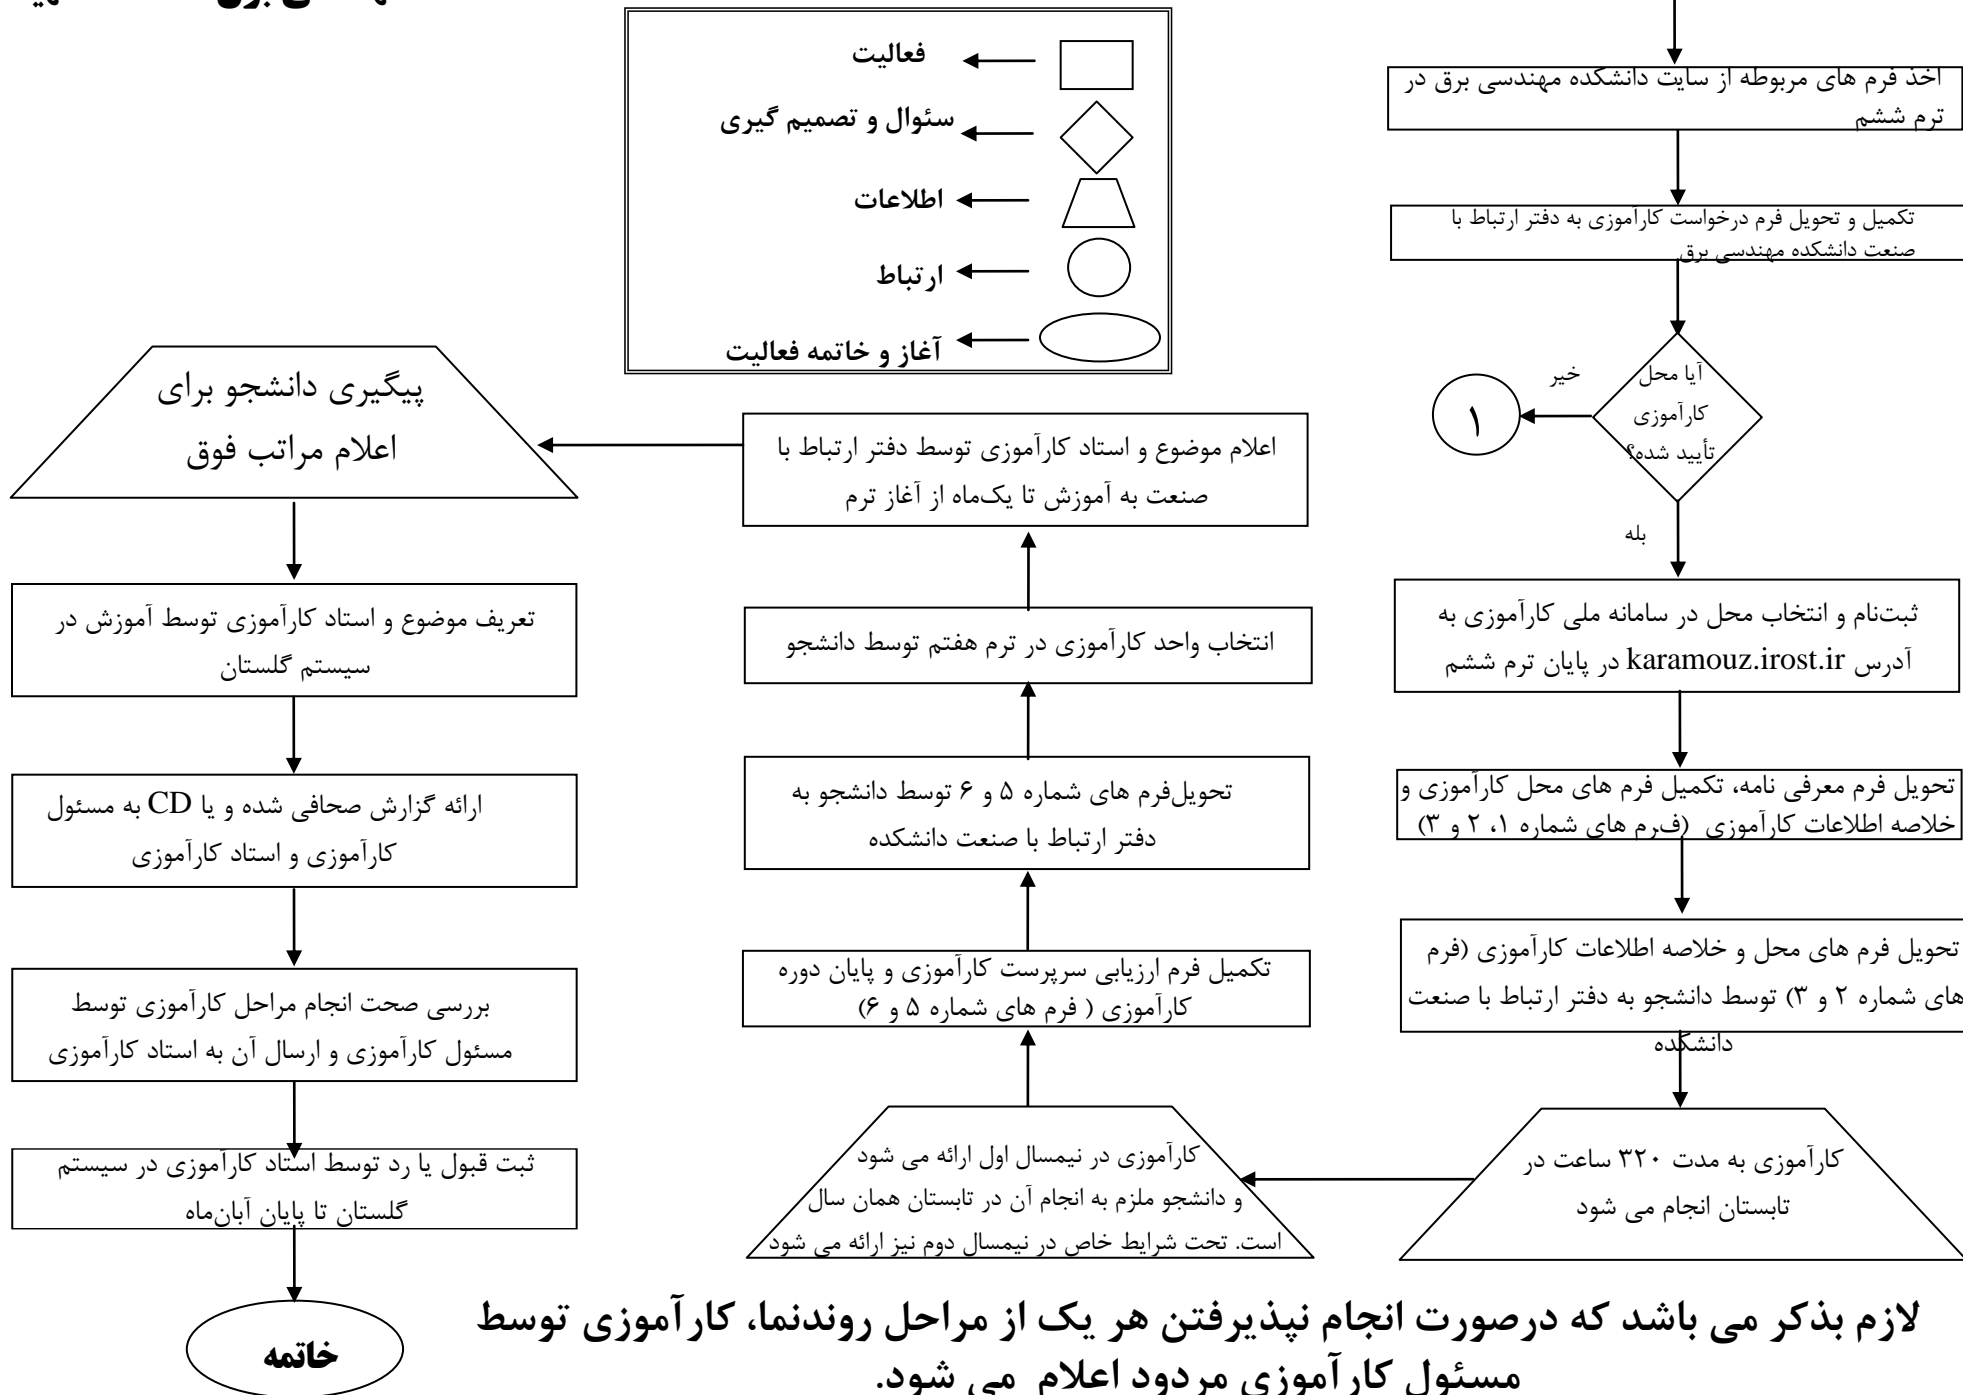 فعالیت
سئوال و تصمیم گیری
اطلاعات
ارتباط
آغاز و خاتمه فعالیت
اخذ فرم های مربوطه از سایت دانشکده مهندسی برق در
ترم ششم
تکمیل و تحویل فرم درخواست کارآموزی به دفتر ارتباط با
صنعت دانشکده مهندسی برق
آیا محل
کارآموزی
تأیید شده؟
خیر
۱
بله
ثبت‌نام و انتخاب محل در سامانه ملی کارآموزی به
آدرس karamouz.irost.ir در پایان ترم ششم
تحویل فرم معرفی نامه، تکمیل فرم های محل کارآموزی و
خلاصه اطلاعات کارآموزی (فرم های شماره ۱، ۲ و ۳)
تحویل فرم های محل و خلاصه اطلاعات کارآموزی (فرم
های شماره ۲ و ۳) توسط دانشجو به دفتر ارتباط با صنعت
دانشکده
کارآموزی به مدت ۳۲۰ ساعت در
تابستان انجام می شود
کارآموزی در نیمسال اول ارائه می شود
و دانشجو ملزم به انجام آن در تابستان همان سال
است. تحت شرایط خاص در نیمسال دوم نیز ارائه می شود
تکمیل فرم ارزیابی سرپرست کارآموزی و پایان دوره
کارآموزی ( فرم های شماره ۵ و ۶)
تحویل‌فرم های شماره ۵ و ۶ توسط دانشجو به
دفتر ارتباط با صنعت دانشکده
انتخاب واحد کارآموزی در ترم هفتم توسط دانشجو
اعلام موضوع و استاد کارآموزی توسط دفتر ارتباط با
صنعت به آموزش تا یک‌ماه از آغاز ترم
پیگیری دانشجو برای
اعلام مراتب فوق
تعریف موضوع و استاد کارآموزی توسط آموزش در
سیستم گلستان
ارائه گزارش صحافی شده و یا CD به مسئول
کارآموزی و استاد کارآموزی
بررسی صحت انجام مراحل کارآموزی توسط
مسئول کارآموزی و ارسال آن به استاد کارآموزی
ثبت قبول یا رد توسط استاد کارآموزی در سیستم
گلستان تا پایان آبان‌ماه
خاتمه
لازم بذکر می باشد که درصورت انجام نپذیرفتن هر یک از مراحل روندنما، کارآموزی توسط
مسئول کارآموزی مردود اعلام می شود.